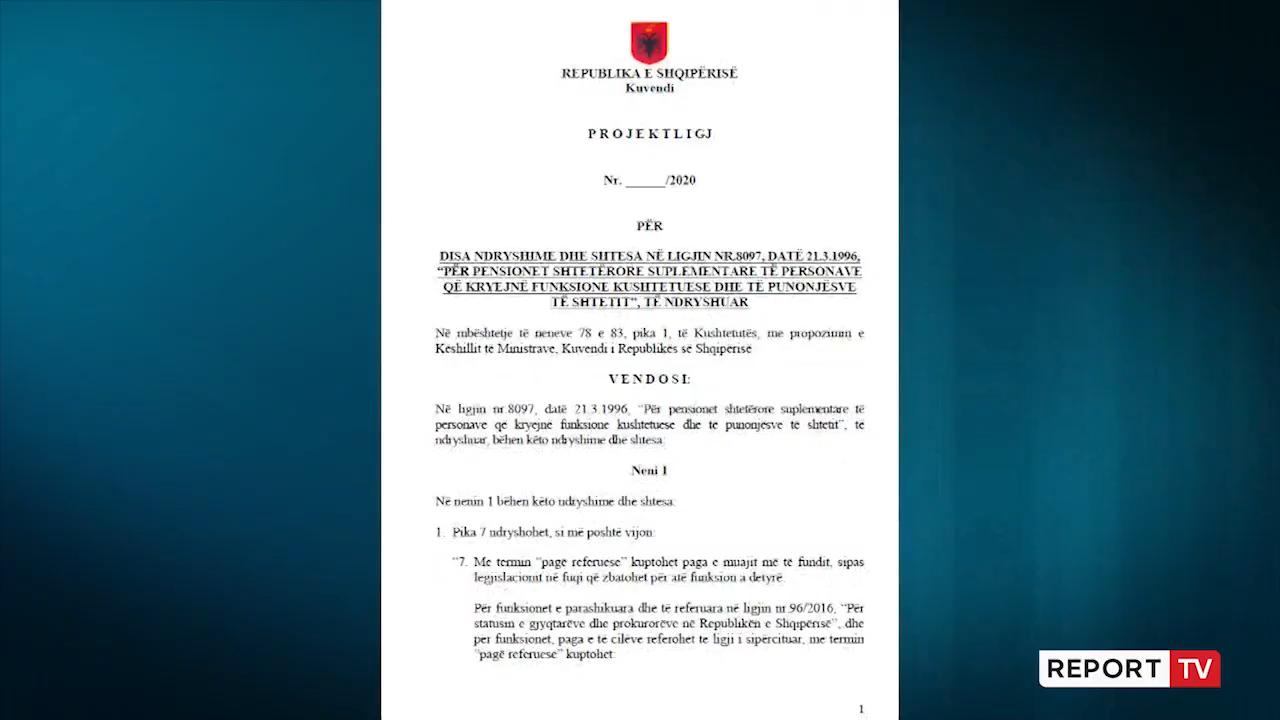 REPUBLIKA E SHQIPËRISË
Kuvendi
P R O J E K T L I GJ
Nr. ______/2020
PËR
DISA NDRYSHIME DHE SHTESA NË LIGJIN NR.8097, DATË 21.3.1996,
“PËR PENSIONET SHTETËRORE SUPLEMENTARE TË PERSONAVE
QË KRYEJNË FUNKSIONE KUSHTETUESE DHE TË PUNONJËSVE
TË SHTETIT”, TË NDRYSHUAR
Në mbështetje të neneve 78 e 83, pika 1, të Kushtetutës, me propozimin e
Këshillit të Ministrave, Kuvendi i Republikës së Shqipërisë
V E N D O S I:
Në ligjin nr.8097, datë 21.3.1996, “Për pensionet shtetërore suplementare të
personave që kryejnë funksione kushtetuese dhe të punonjësve të shtetit”, të
ndryshuar, bëhen këto ndryshime dhe shtesa:
Neni 1
Në nenin 1 bëhen këto ndryshime dhe shtesa:
1. Pika 7 ndryshohet, si më poshtë vijon:
“7. Me termin “pagë referuese” kuptohet paga e muajit më të fundit, sipas
legjislacionit në fuqi që zbatohet për atë funksion a detyrë.
Për funksionet e parashikuara dhe të referuara në ligjin nr.96/2016, “Për
statusin e gjyqtarëve dhe prokurorëve në Republikën e Shqipërisë”, dhe
për funksionet, paga e të cilëve referohet te ligji i sipërcituar, me termin
“pagë referuese” kuptohet:
REPORT TV
1